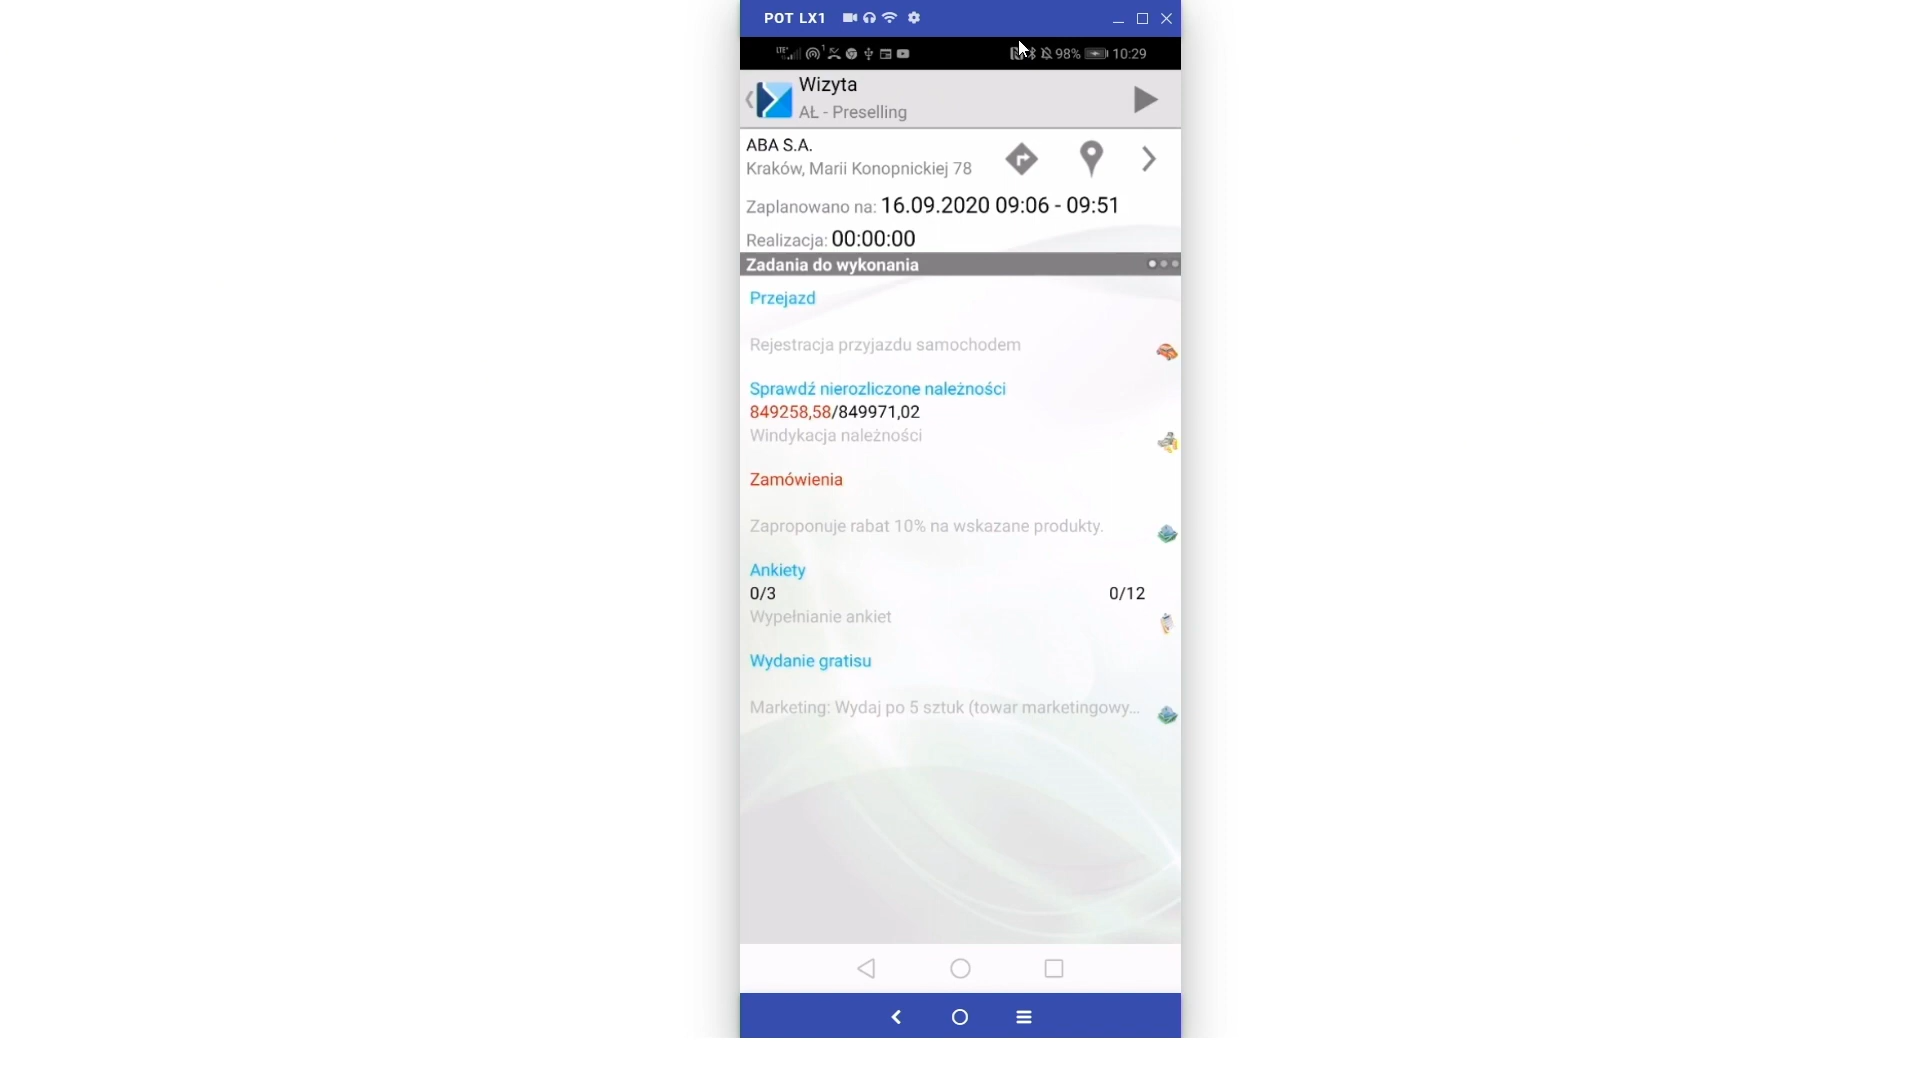 POT LX1
LTE 1 98% 10:29
Wizyta
AŁ - Preselling
ABA S.A.
Kraków, Marii Konopnickiej 78
Zaplanowano na: 16.09.2020 09:06 - 09:51
Realizacja: 00:00:00
Zadania do wykonania
Przejazd
Rejestracja przyjazdu samochodem
Sprawdź nierozliczone należności
849258,58/849971,02
Windykacja należności
Zamówienia
Zaproponuje rabat 10% na wskazane produkty.
Ankiety
0/3 0/12
Wypełnianie ankiet
Wydanie gratisu
Marketing: Wydaj po 5 sztuk (towar marketingowy...